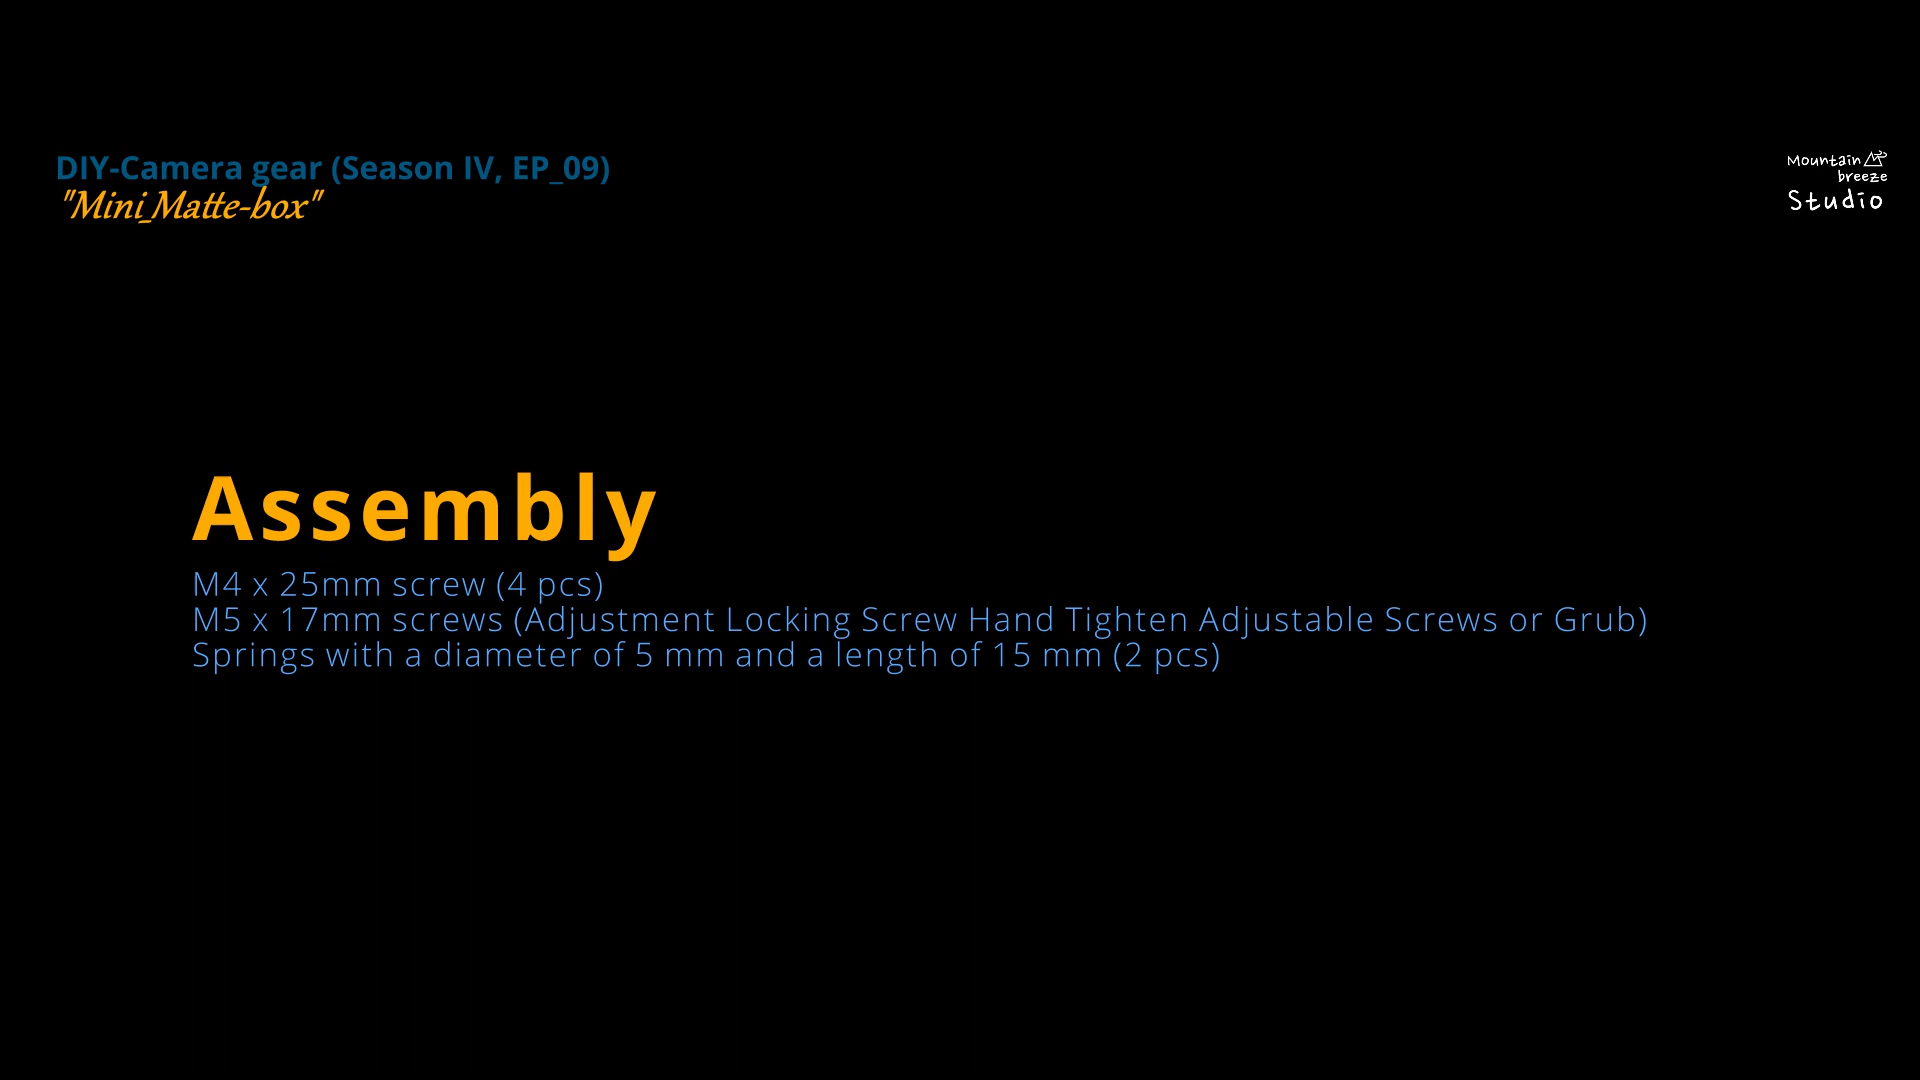 DIY-Camera gear (Season IV, EP_09)
"Mini_Matte-box"
Mountain
breeze
Studio
Assembly
M4 x 25mm screw (4 pcs)
M5 x 17mm screws (Adjustment Locking Screw Hand Tighten Adjustable Screws or Grub)
Springs with a diameter of 5 mm and a length of 15 mm (2 pcs)